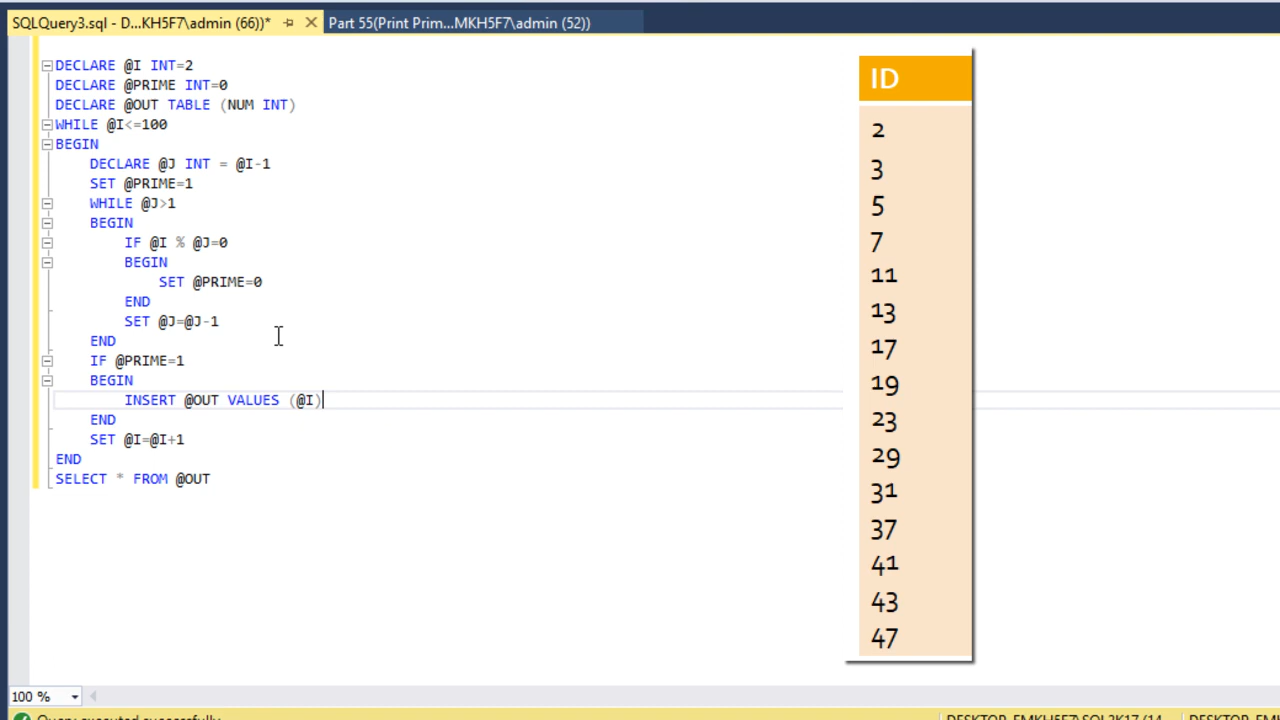 SQLQuery3.sql - D...KH5F7\admin (66))*
Part 55(Print Prim...MKH5F7\admin (52))
DECLARE @I INT=2
DECLARE @PRIME INT=0
DECLARE @OUT TABLE (NUM INT)
WHILE @I<=100
BEGIN
DECLARE @J INT = @I-1
SET @PRIME=1
WHILE @J>1
BEGIN
IF @I % @J=0
BEGIN
SET @PRIME=0
END
SET @J=@J-1
END
IF @PRIME=1
BEGIN
INSERT @OUT VALUES (@I)
END
SET @I=@I+1
END
SELECT * FROM @OUT
ID
2
3
5
7
11
13
17
19
23
29
31
37
41
43
47
100 %
Query executed successfully